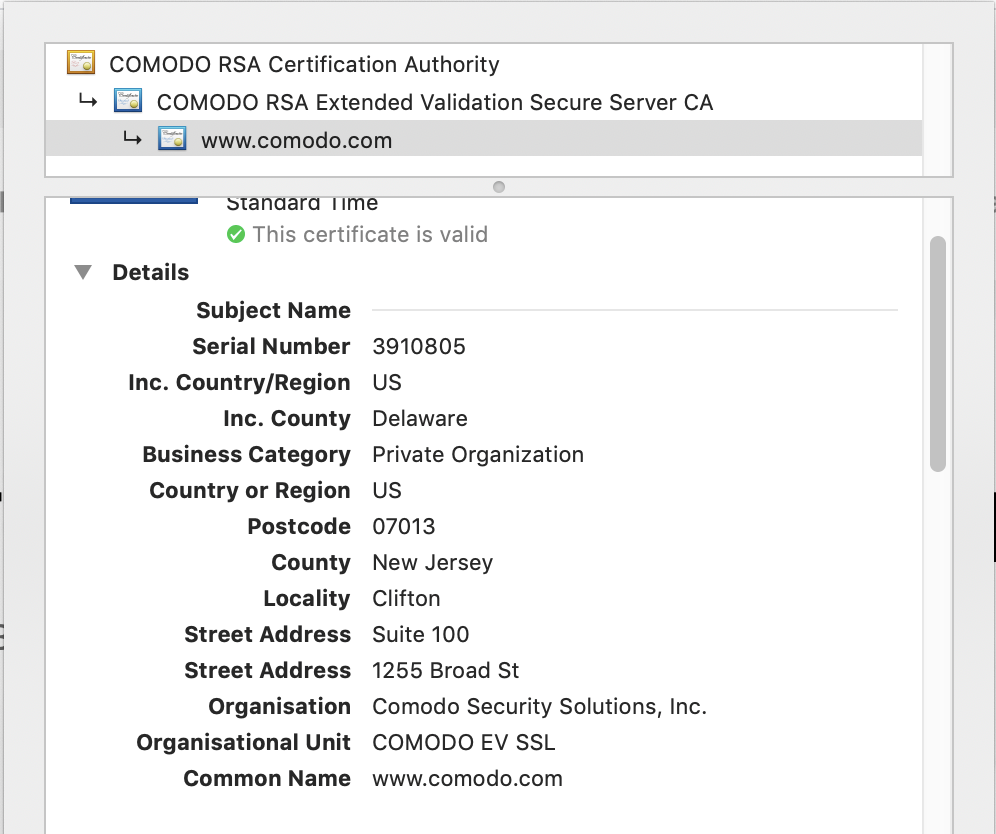 COMODO RSA Certification Authority
COMODO RSA Extended Validation Secure Server CA
www.comodo.com
Standard Time
This certificate is valid
Details
Subject Name
Serial Number 3910805
Inc. Country/Region US
Inc. County Delaware
Business Category Private Organization
Country or Region US
Postcode 07013
County New Jersey
Locality Clifton
Street Address Suite 100
Street Address 1255 Broad St
Organisation Comodo Security Solutions, Inc.
Organisational Unit COMODO EV SSL
Common Name www.comodo.com